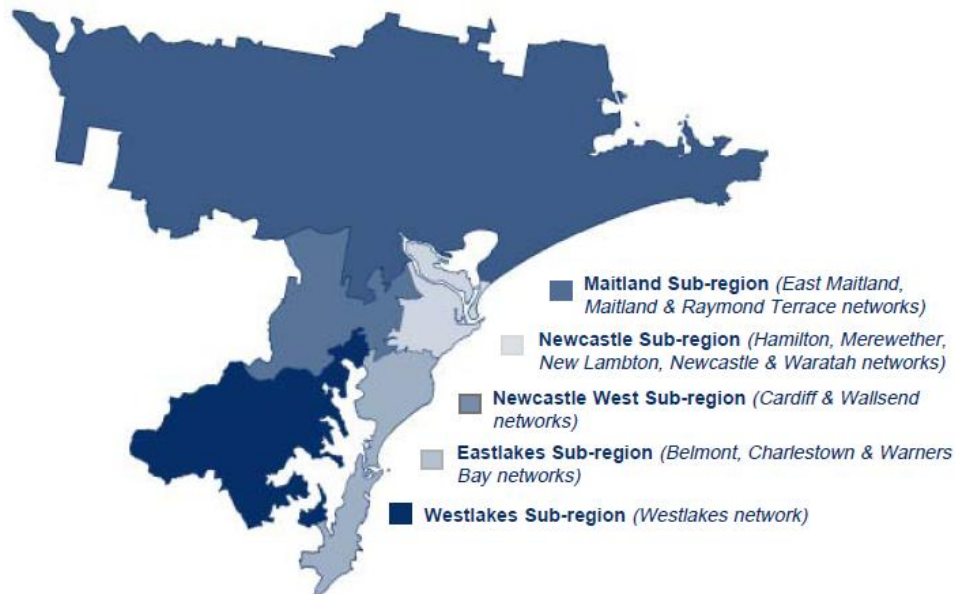 Maitland Sub-region (East Maitland,
Maitland & Raymond Terrace networks)
Newcastle Sub-region (Hamilton, Merewether,
New Lambton, Newcastle & Waratah networks)
Newcastle West Sub-region (Cardiff & Wallsend
networks)
Eastlakes Sub-region (Belmont, Charlestown & Warners
Bay networks)
Westlakes Sub-region (Westlakes network)